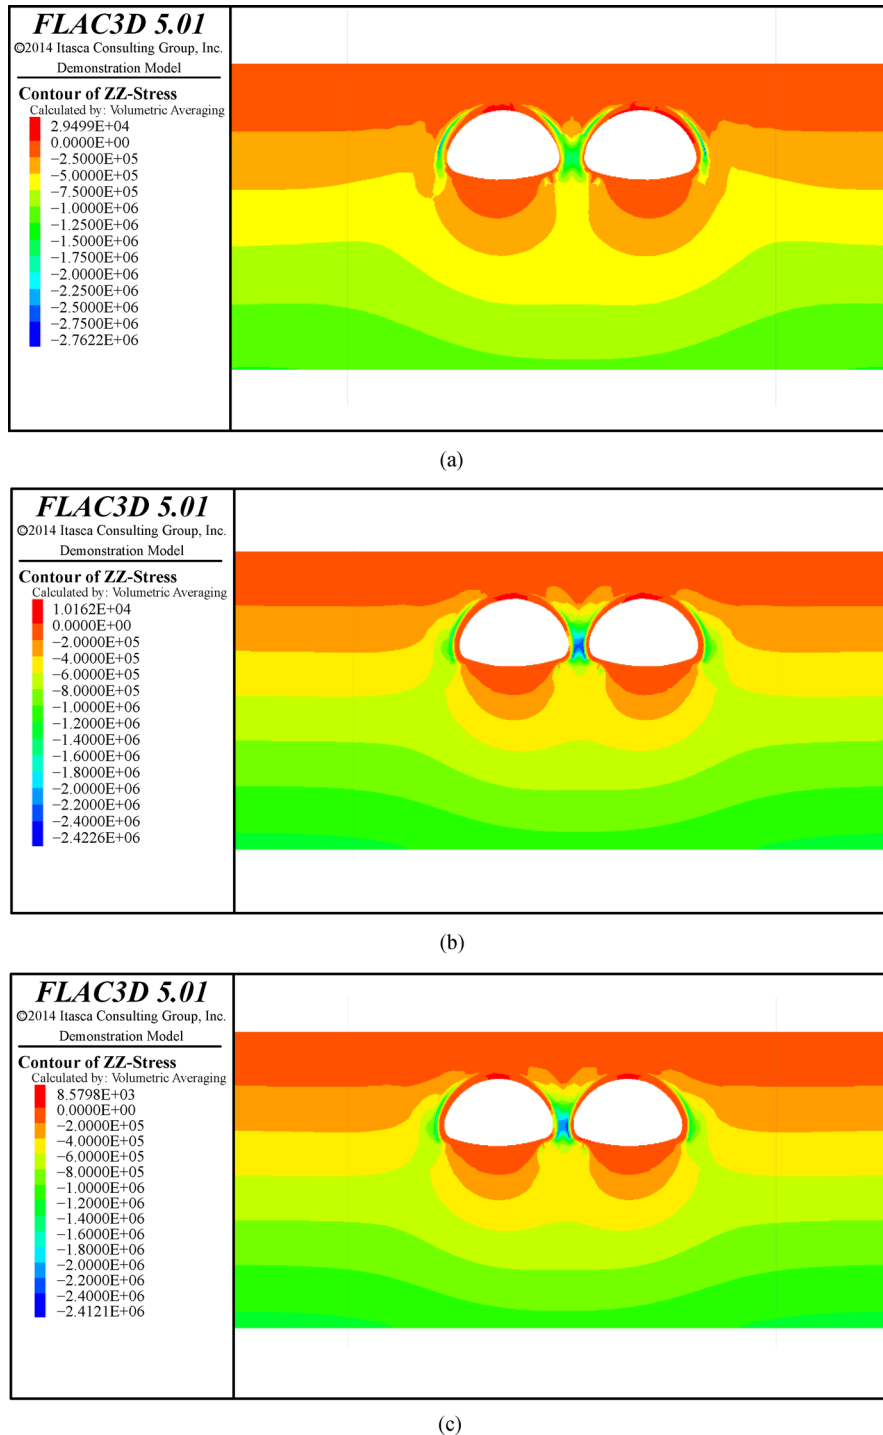 FLAC3D 5.01
©2014 Itasca Consulting Group, Inc.
Demonstration Model
Contour of ZZ-Stress
Calculated by: Volumetric Averaging
2.9499E+04
0.0000E+00
−2.5000E+05
−5.0000E+05
−7.5000E+05
−1.0000E+06
−1.2500E+06
−1.5000E+06
−1.7500E+06
−2.0000E+06
−2.2500E+06
−2.5000E+06
−2.7500E+06
−2.7622E+06
(a)
FLAC3D 5.01
©2014 Itasca Consulting Group, Inc.
Demonstration Model
Contour of ZZ-Stress
Calculated by: Volumetric Averaging
1.0162E+04
0.0000E+00
−2.0000E+05
−4.0000E+05
−6.0000E+05
−8.0000E+05
−1.0000E+06
−1.2000E+06
−1.4000E+06
−1.6000E+06
−1.8000E+06
−2.0000E+06
−2.2000E+06
−2.4000E+06
−2.4226E+06
(b)
FLAC3D 5.01
©2014 Itasca Consulting Group, Inc.
Demonstration Model
Contour of ZZ-Stress
Calculated by: Volumetric Averaging
8.5798E+03
0.0000E+00
−2.0000E+05
−4.0000E+05
−6.0000E+05
−8.0000E+05
−1.0000E+06
−1.2000E+06
−1.4000E+06
−1.6000E+06
−1.8000E+06
−2.0000E+06
−2.2000E+06
−2.4000E+06
−2.4121E+06
(c)